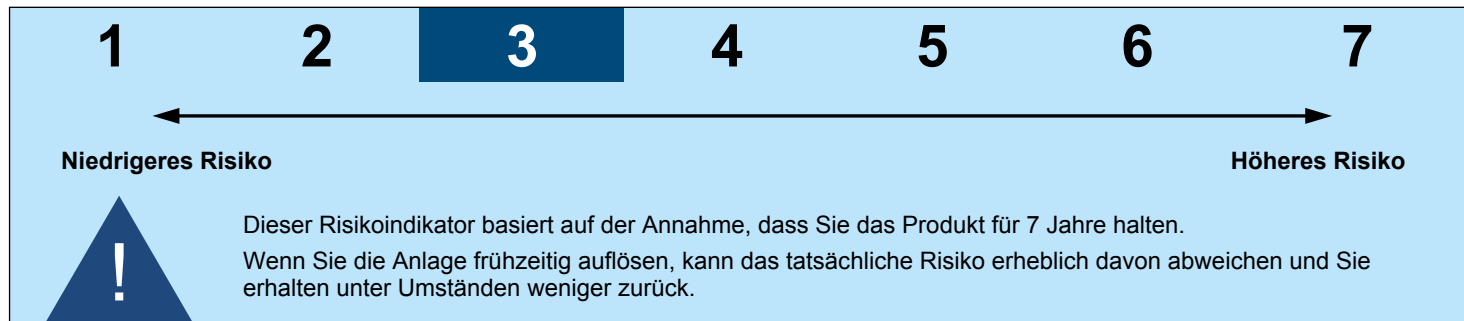 1 2 3 4 5 6 7
Niedrigeres Risiko Höheres Risiko
Dieser Risikoindikator basiert auf der Annahme, dass Sie das Produkt für 7 Jahre halten.
Wenn Sie die Anlage frühzeitig auflösen, kann das tatsächliche Risiko erheblich davon abweichen und Sie
erhalten unter Umständen weniger zurück.
!